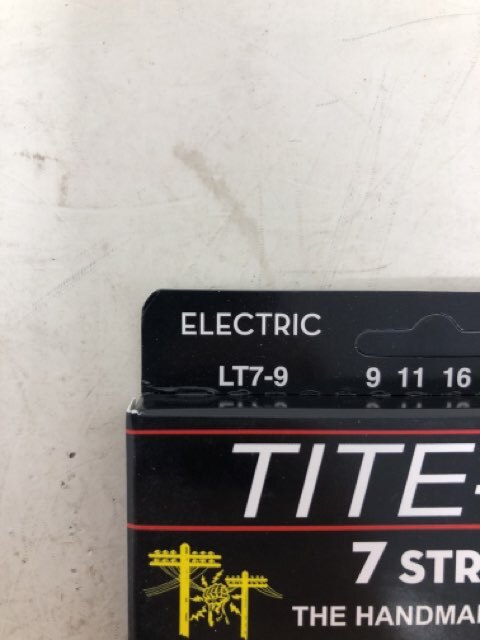 ELECTRIC
LT7-9 9 11 16
TITE-
7 STR
THE HANDMA